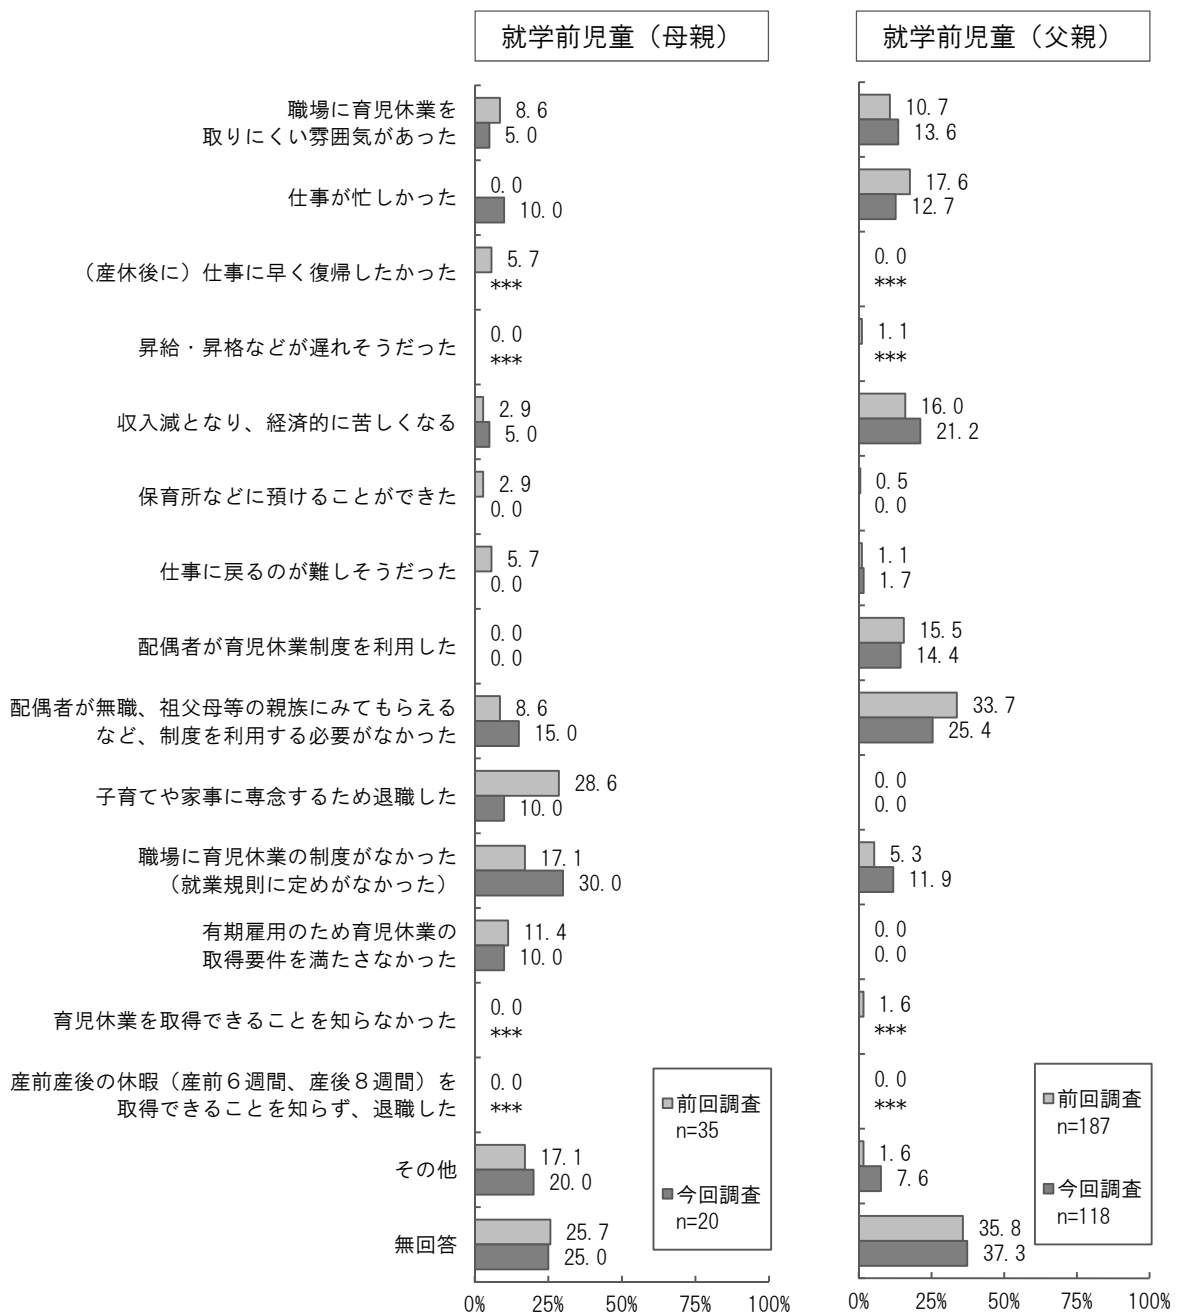 就学前児童（母親）
就学前児童（父親）
職場に育児休業を
取りにくい雰囲気があった
8.6
5.0
10.7
13.6
仕事が忙しかった
0.0
10.0
17.6
12.7
（産休後に）仕事に早く復帰したかった
5.7
***
0.0
***
昇給・昇格などが遅れそうだった
0.0
***
1.1
***
収入減となり、経済的に苦しくなる
2.9
5.0
16.0
21.2
保育所などに預けることができた
2.9
0.0
0.5
0.0
仕事に戻るのが難しそうだった
5.7
0.0
1.1
1.7
配偶者が育児休業制度を利用した
0.0
0.0
15.5
14.4
配偶者が無職、祖父母等の親族にみてもらえる
など、制度を利用する必要がなかった
8.6
15.0
33.7
25.4
子育てや家事に専念するため退職した
28.6
10.0
0.0
0.0
職場に育児休業の制度がなかった
（就業規則に定めがなかった）
17.1
30.0
5.3
11.9
有期雇用のため育児休業の
取得要件を満たさなかった
11.4
10.0
0.0
0.0
育児休業を取得できることを知らなかった
0.0
***
1.6
***
産前産後の休暇（産前６週間、産後８週間）を
取得できることを知らず、退職した
0.0
***
0.0
***
その他
17.1
20.0
1.6
7.6
無回答
25.7
25.0
35.8
37.3
前回調査
n=35
今回調査
n=20
前回調査
n=187
今回調査
n=118
0% 25% 50% 75% 100%
0% 25% 50% 75% 100%